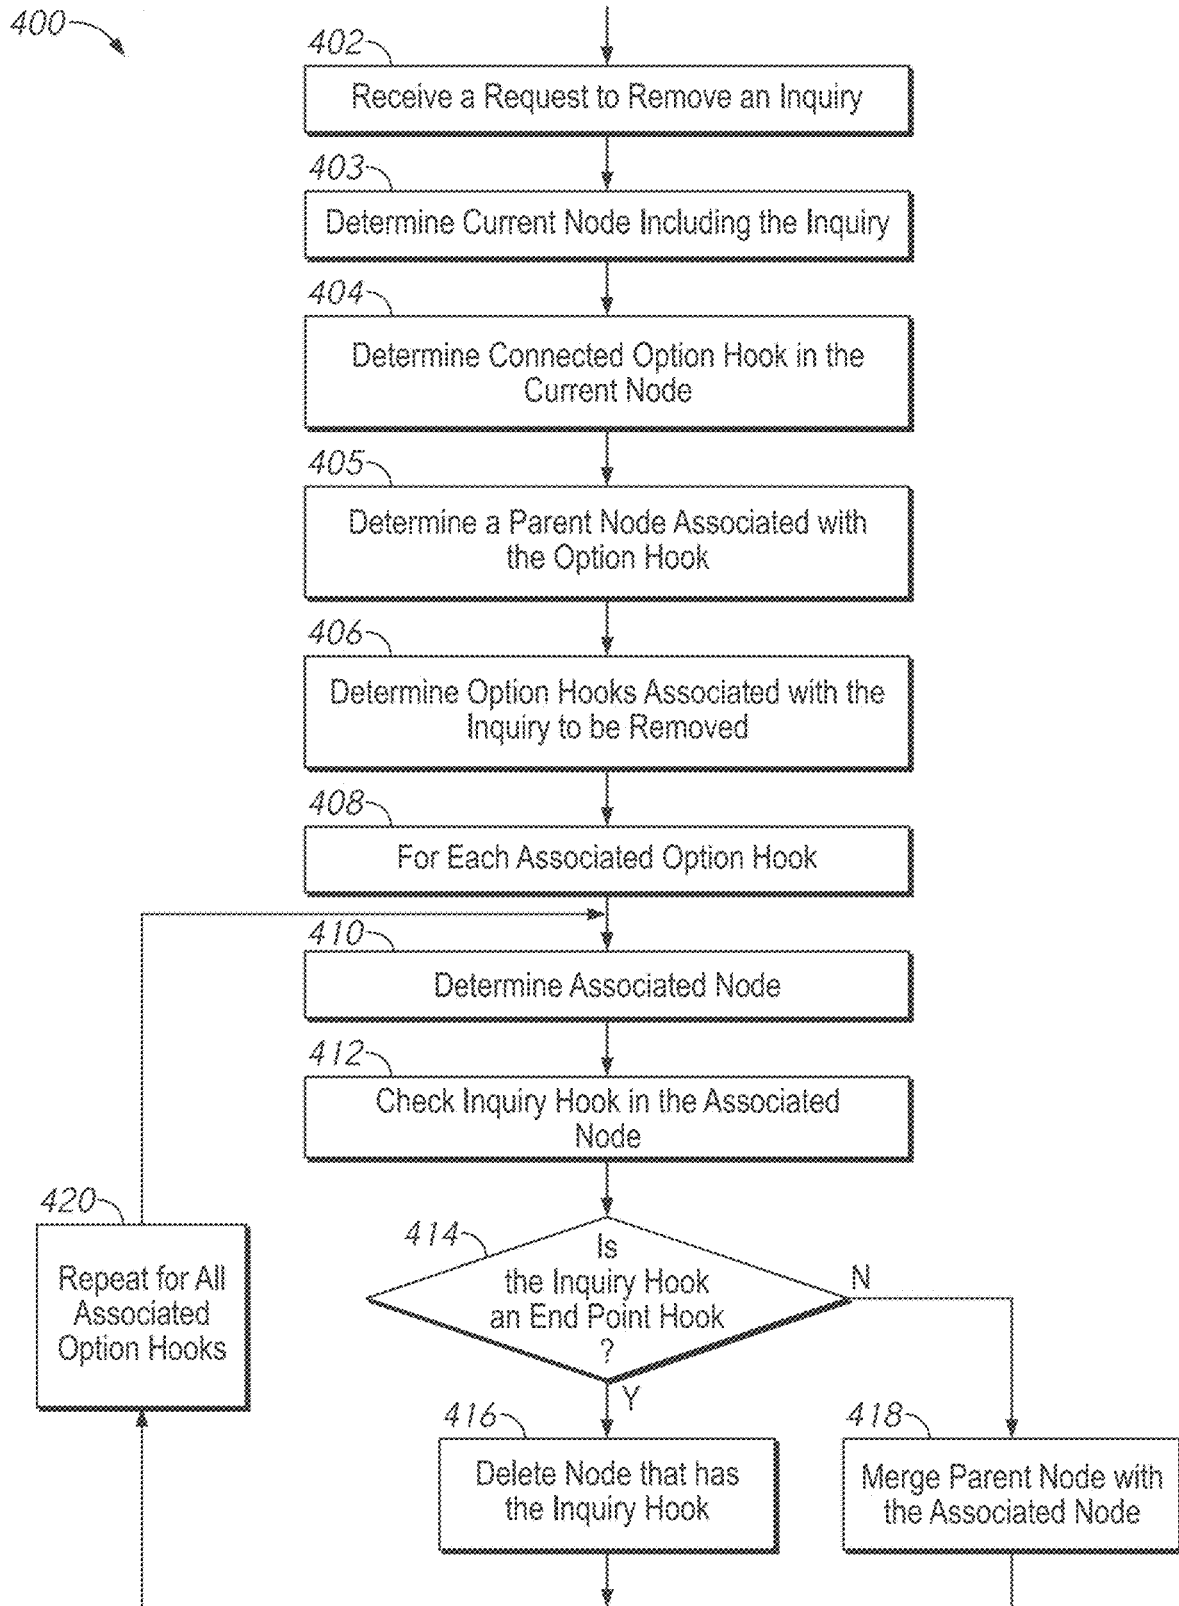 400
402
Receive a Request to Remove an Inquiry
403
Determine Current Node Including the Inquiry
404
Determine Connected Option Hook in the
Current Node
405
Determine a Parent Node Associated with
the Option Hook
406
Determine Option Hooks Associated with the
Inquiry to be Removed
408
For Each Associated Option Hook
410
Determine Associated Node
412
Check Inquiry Hook in the Associated
Node
420
Repeat for All
Associated
Option Hooks
414
Is
the Inquiry Hook
an End Point Hook
?
N
Y
416
Delete Node that has
the Inquiry Hook
418
Merge Parent Node with
the Associated Node